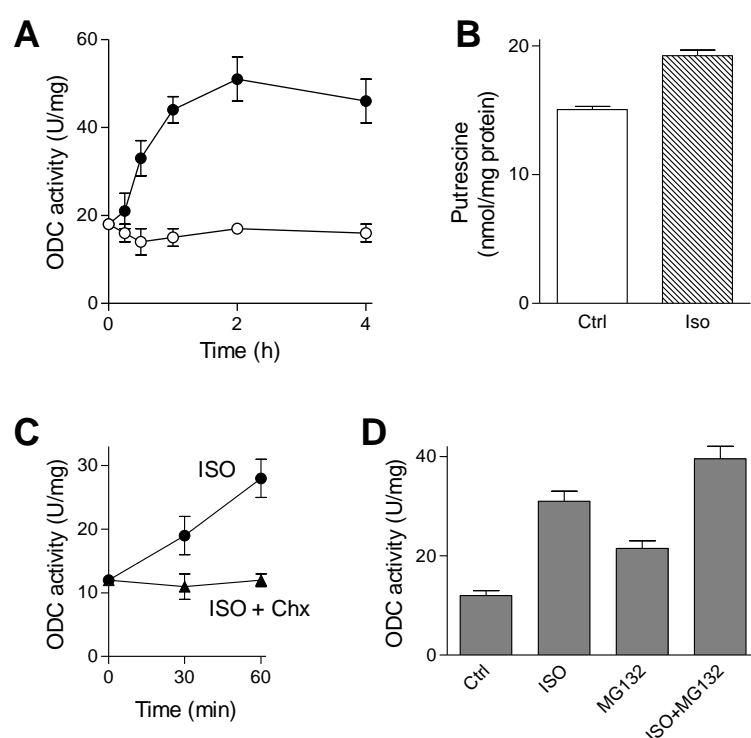 A
ODC activity (U/mg)
60
40
20
0
0
2
4
Time (h)
B
Putrescine
(nmol/mg protein)
20
10
0
Ctrl
Iso
C
ODC activity (U/mg)
30
20
10
0
ISO
ISO + Chx
0
30
60
Time (min)
D
ODC activity (U/mg)
40
20
0
Ctrl
ISO
MG132
ISO+MG132